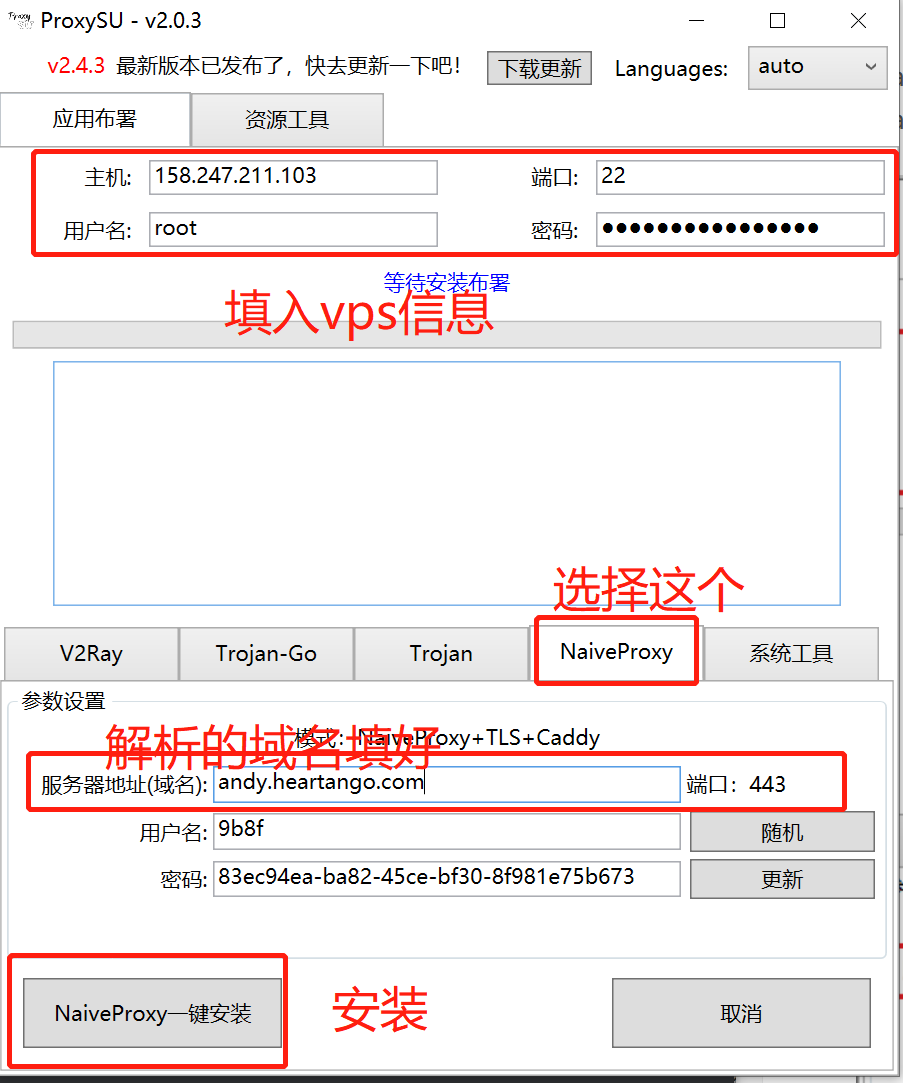 ProxySU - v2.0.3
v2.4.3 最新版本已发布了，快去更新一下吧！ 下载更新 Languages: auto
应用布署 资源工具
主机: 158.247.211.103 端口: 22
用户名: root 密码: ●●●●●●●●●●●●●●●●
等待安装布署
填入vps信息
选择这个
V2Ray Trojan-Go Trojan NaiveProxy 系统工具
参数设置
解析的域名填好
模式：NaiveProxy+TLS+Caddy
服务器地址(域名): andy.heartango.com 端口：443
用户名: 9b8f 随机
密码: 83ec94ea-ba82-45ce-bf30-8f981e75b673 更新
NaiveProxy一键安装 安装 取消